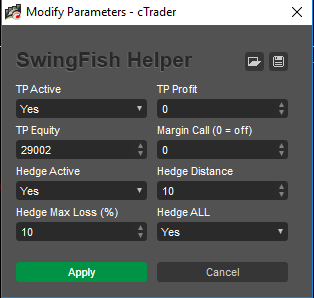 Modify Parameters - cTrader
SwingFish Helper
TP Active TP Profit
Yes 0
TP Equity Margin Call (0 = off)
29002 0
Hedge Active Hedge Distance
Yes 10
Hedge Max Loss (%) Hedge ALL
10 Yes
Apply Cancel